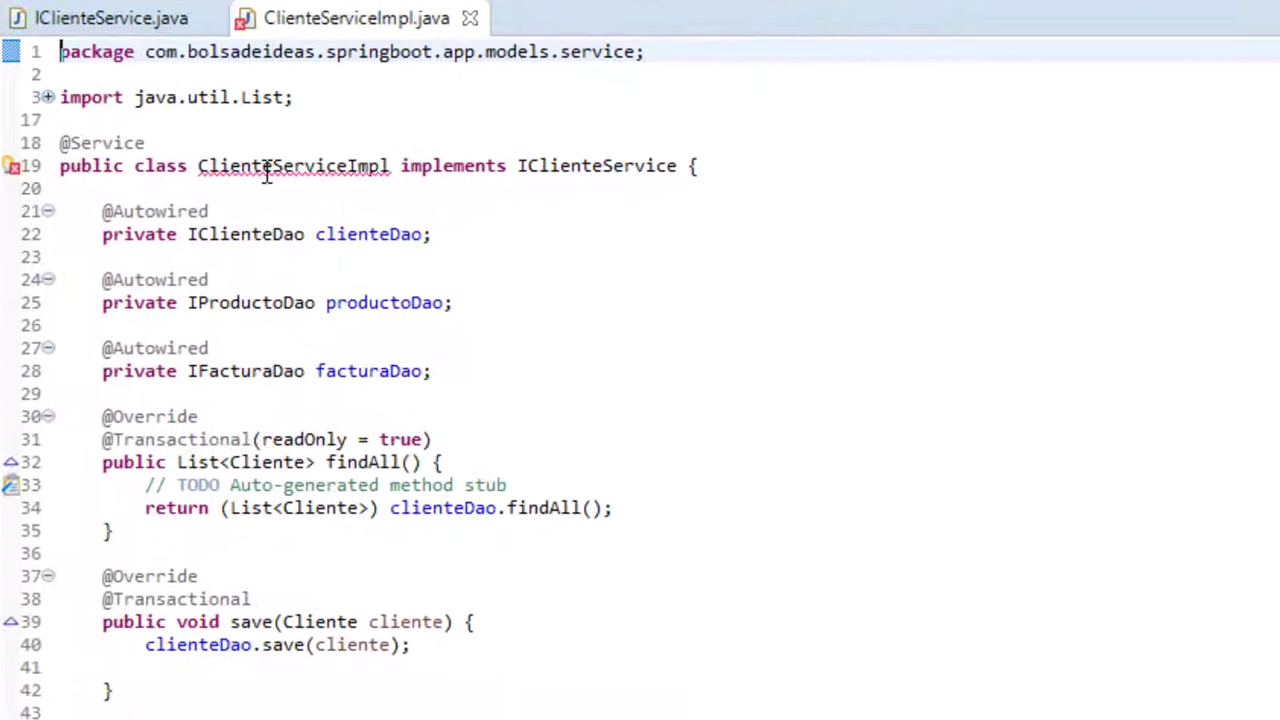 IClienteService.java ClienteServiceImpl.java
1 package com.bolsadeideas.springboot.app.models.service;
2
3 import java.util.List;
17
18 @Service
19 public class ClienteServiceImpl implements IClienteService {
20
21 @Autowired
22 private IClienteDao clienteDao;
23
24 @Autowired
25 private IProductoDao productoDao;
26
27 @Autowired
28 private IFacturaDao facturaDao;
29
30 @Override
31 @Transactional(readOnly = true)
32 public List<Cliente> findAll() {
33 // TODO Auto-generated method stub
34 return (List<Cliente>) clienteDao.findAll();
35 }
36
37 @Override
38 @Transactional
39 public void save(Cliente cliente) {
40 clienteDao.save(cliente);
41
42 }
43